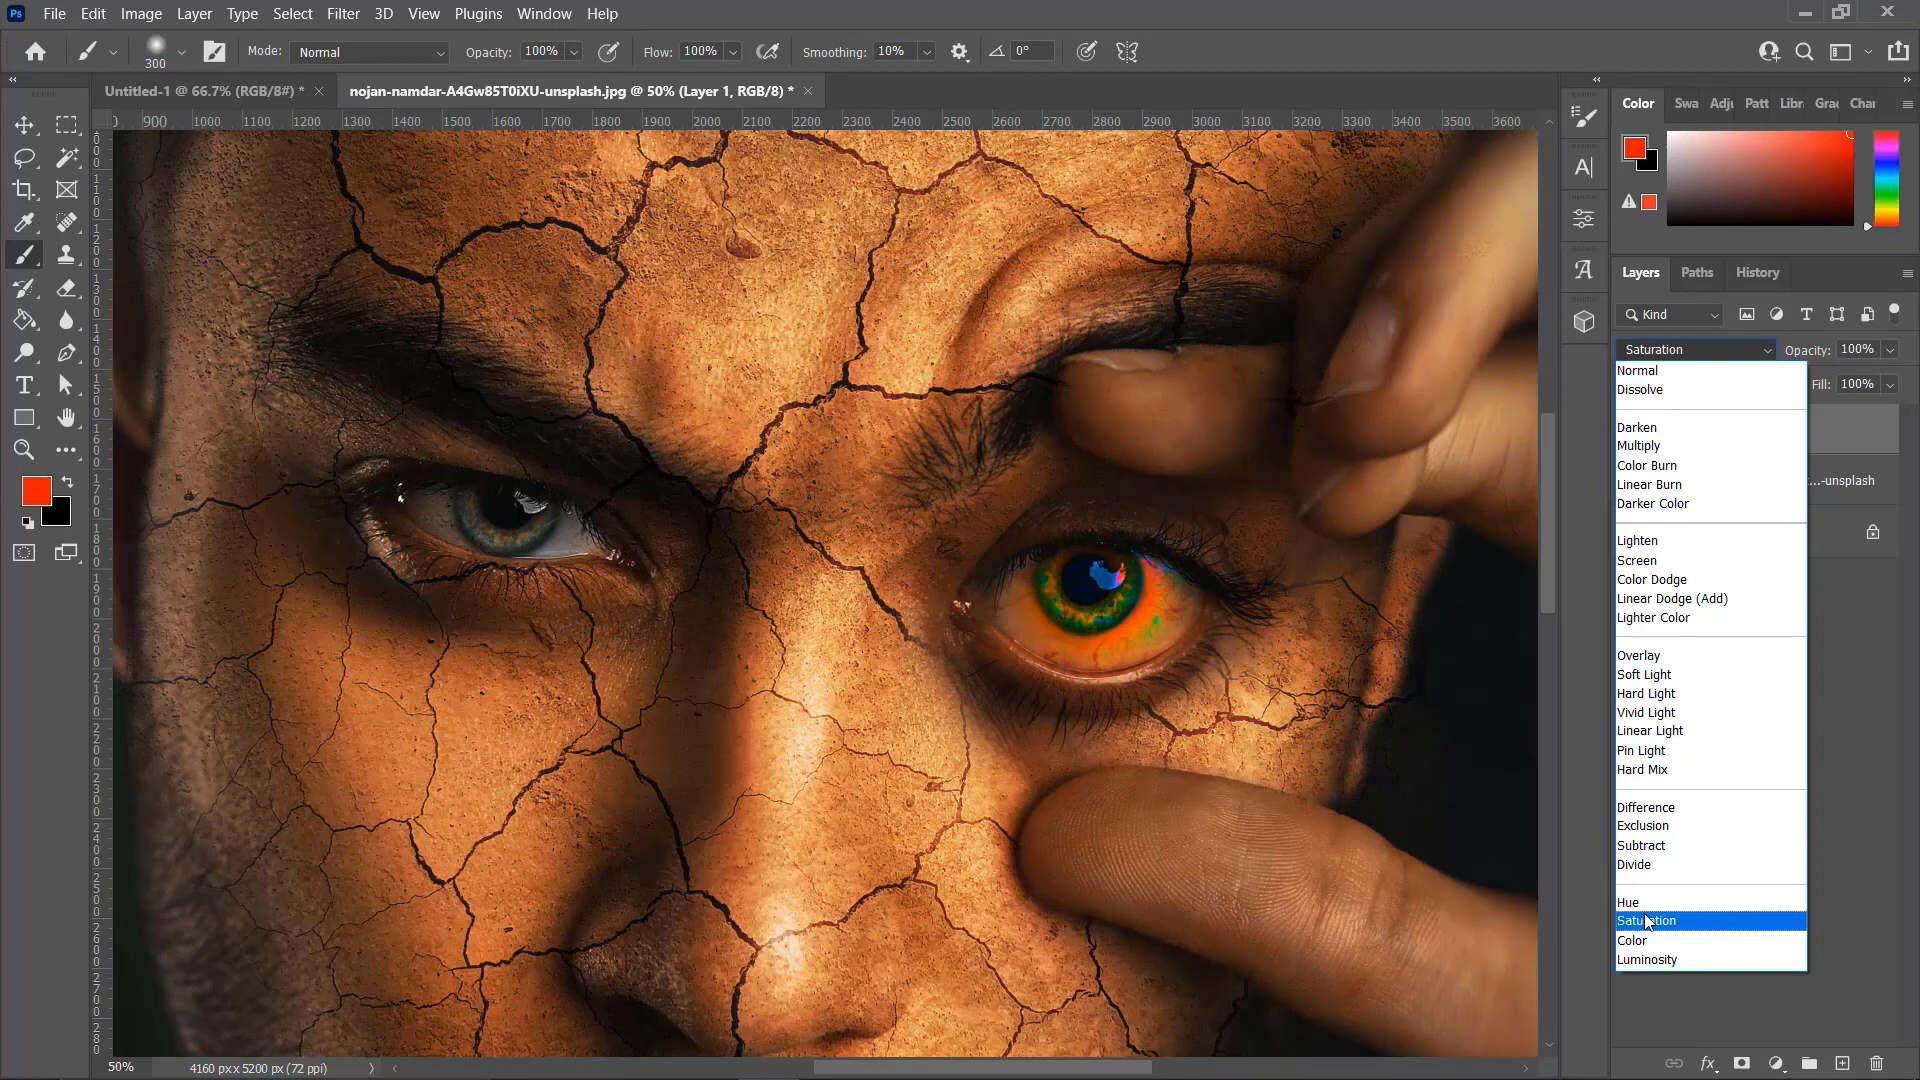 Ps File Edit Image Layer Type Select Filter 3D View Plugins Window Help
300 Mode: Normal Opacity: 100% Flow: 100% Smoothing: 10% 0°
Untitled-1 @ 66.7% (RGB/8#) * nojan-namdar-A4Gw85T0iXU-unsplash.jpg @ 50% (Layer 1, RGB/8) *
900 1000 1100 1200 1300 1400 1500 1600 1700 1800 1900 2000 2100 2200 2300 2400 2500 2600 2700 2800 2900 3000 3100 3200 3300 3400 3500 3600
Color Swa Adju Patt Libr Grac Chan
Layers Paths History
Kind
Saturation Opacity: 100%
Normal
Fill: 100%
Dissolve
Darken
Multiply
Color Burn
Linear Burn
...-unsplash
Darker Color
Lighten
Screen
Color Dodge
Linear Dodge (Add)
Lighter Color
Overlay
Soft Light
Hard Light
Vivid Light
Linear Light
Pin Light
Hard Mix
Difference
Exclusion
Subtract
Divide
Hue
Saturation
Color
Luminosity
50% 4160 px x 5200 px (72 ppi)